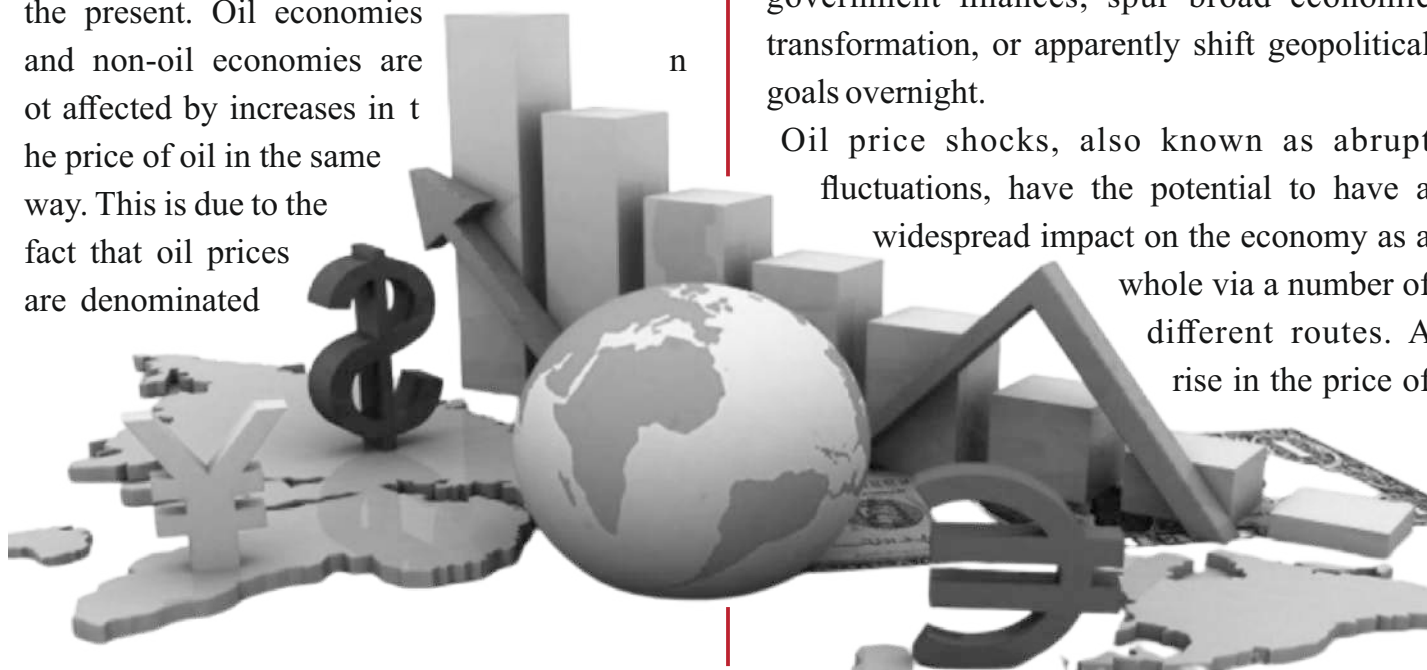 the present. Oil economies
and non-oil economies are n
ot affected by increases in t
he price of oil in the same
way. This is due to the
fact that oil prices
are denominated
transformation, or apparently shift geopolitical
goals overnight.
Oil price shocks, also known as abrupt
fluctuations, have the potential to have a
widespread impact on the economy as a
whole via a number of
different routes. A
rise in the price of